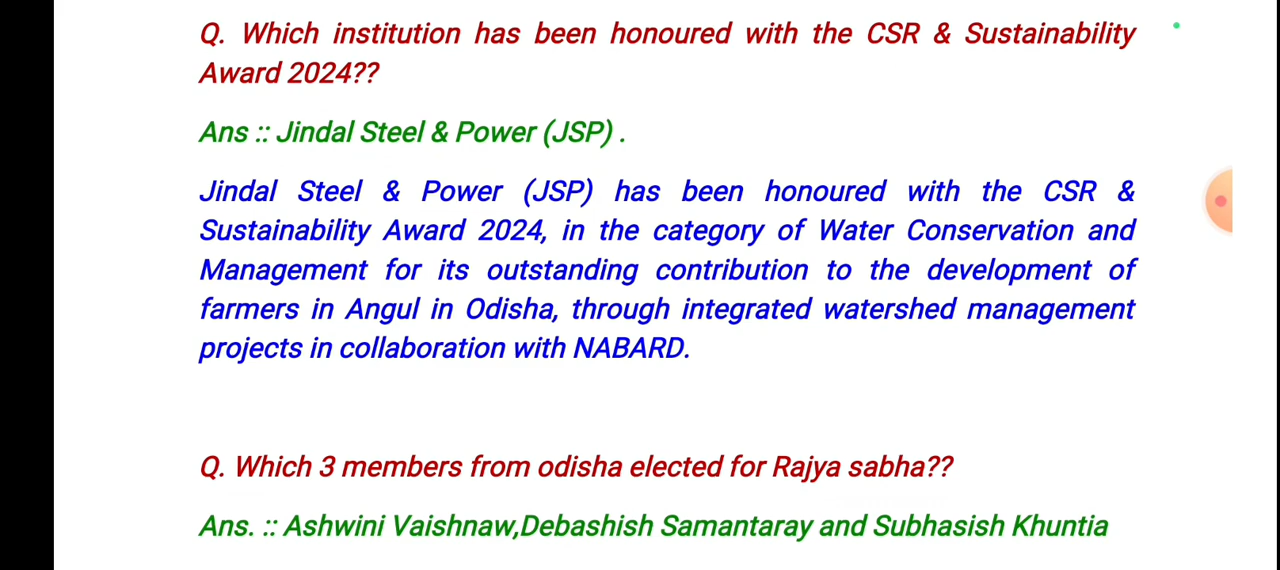 Q. Which institution has been honoured with the CSR & Sustainability
Award 2024??
Ans :: Jindal Steel & Power (JSP) .
Jindal Steel & Power (JSP) has been honoured with the CSR &
Sustainability Award 2024, in the category of Water Conservation and
Management for its outstanding contribution to the development of
farmers in Angul in Odisha, through integrated watershed management
projects in collaboration with NABARD.
Q. Which 3 members from odisha elected for Rajya sabha??
Ans. :: Ashwini Vaishnaw,Debashish Samantaray and Subhasish Khuntia